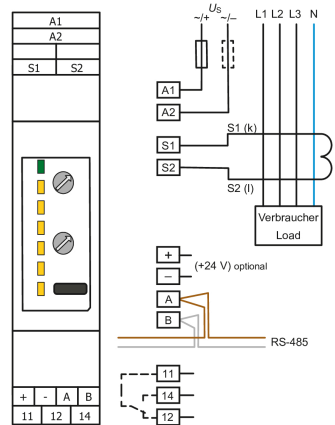 A1
A2
S1 S2
+ - A B
11 12 14
US
~/+ ~/–
L1 L2 L3 N
A1
A2
S1 S1 (k)
S2 S2 (l)
Verbraucher
Load
+
(+24 V) optional
–
A
B
RS-485
11
14
12